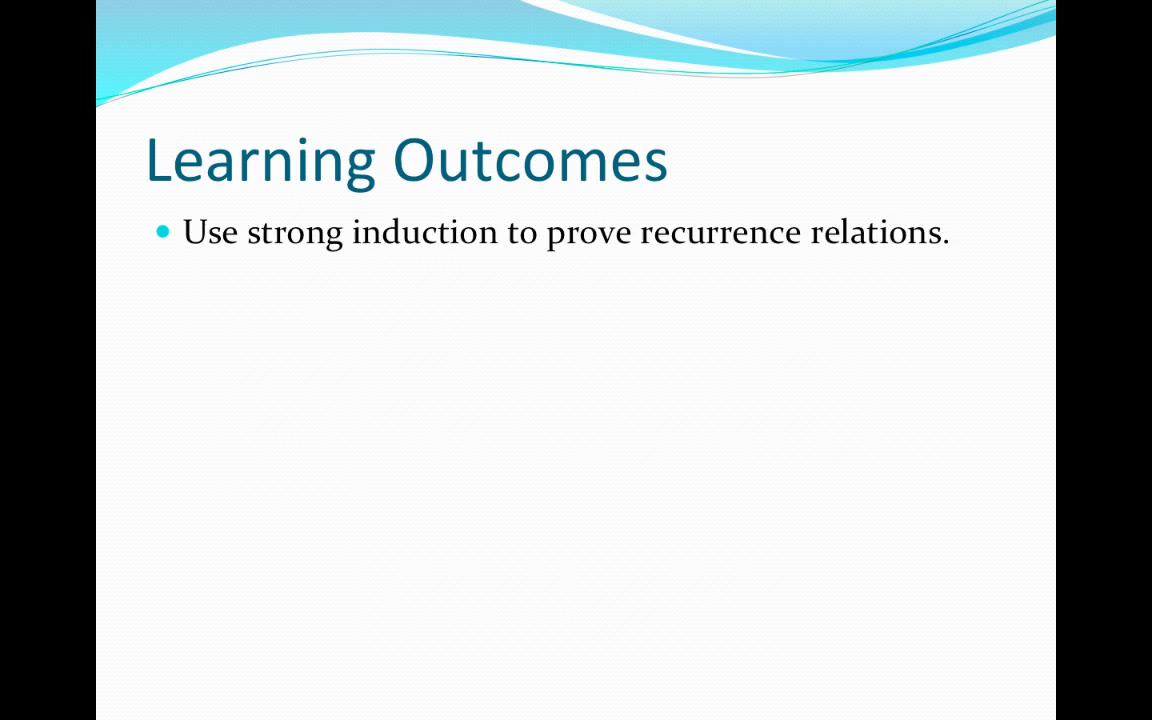 Learning Outcomes
• Use strong induction to prove recurrence relations.